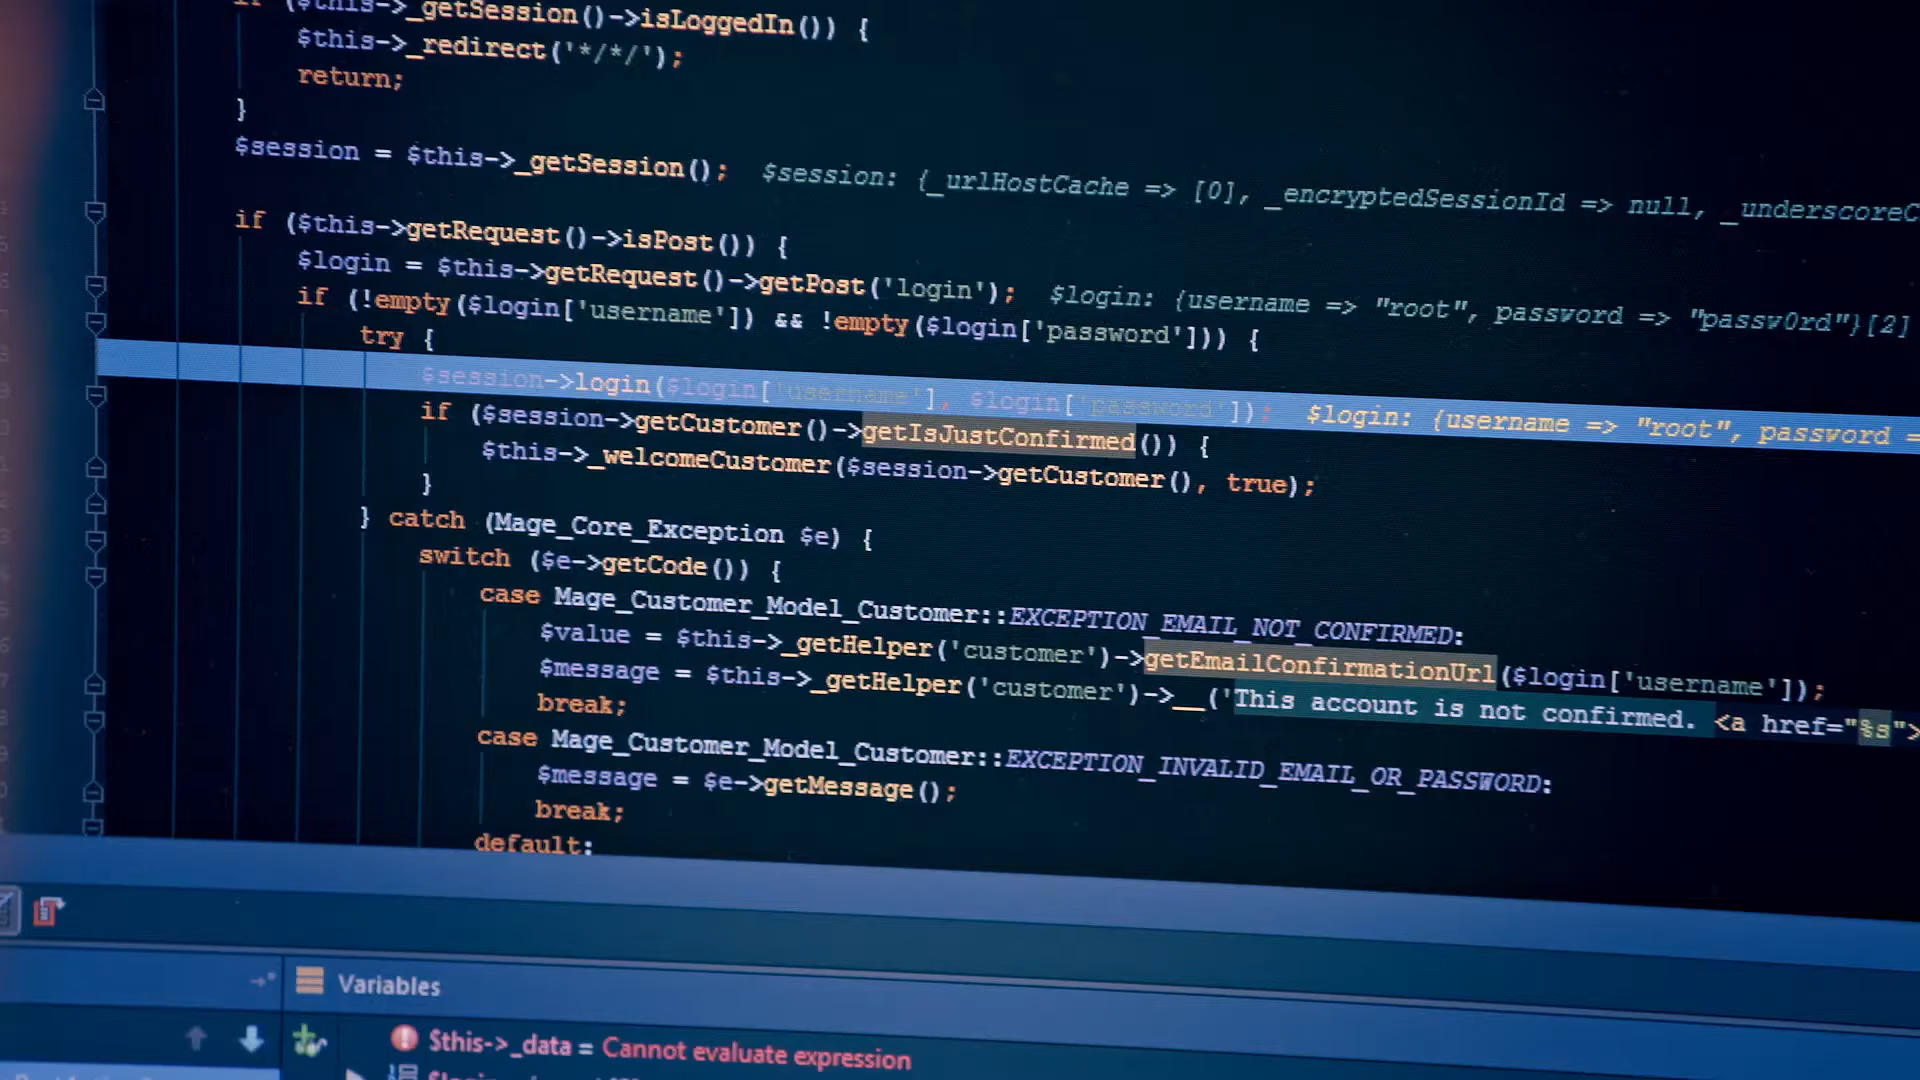 if ($this->_getSession()->isLoggedIn()) {
$this->_redirect('*/*/');
return;
}
$session = $this->_getSession(); $session: {_urlHostCache => [0], _encryptedSessionId => null, _underscoreC
if ($this->getRequest()->isPost()) {
$login = $this->getRequest()->getPost('login'); $login: {username => "root", password => "passw0rd"}[2]
if (!empty($login['username']) && !empty($login['password'])) {
try {
$session->login($login['username'], $login['password']); $login: {username => "root", password =
if ($session->getCustomer()->getIsJustConfirmed()) {
$this->_welcomeCustomer($session->getCustomer(), true);
}
} catch (Mage_Core_Exception $e) {
switch ($e->getCode()) {
case Mage_Customer_Model_Customer::EXCEPTION_EMAIL_NOT_CONFIRMED:
$value = $this->_getHelper('customer')->getEmailConfirmationUrl($login['username']);
$message = $this->_getHelper('customer')->__('This account is not confirmed. <a href="%s">
break;
case Mage_Customer_Model_Customer::EXCEPTION_INVALID_EMAIL_OR_PASSWORD:
$message = $e->getMessage();
break;
default:
Variables
$this->_data = Cannot evaluate expression